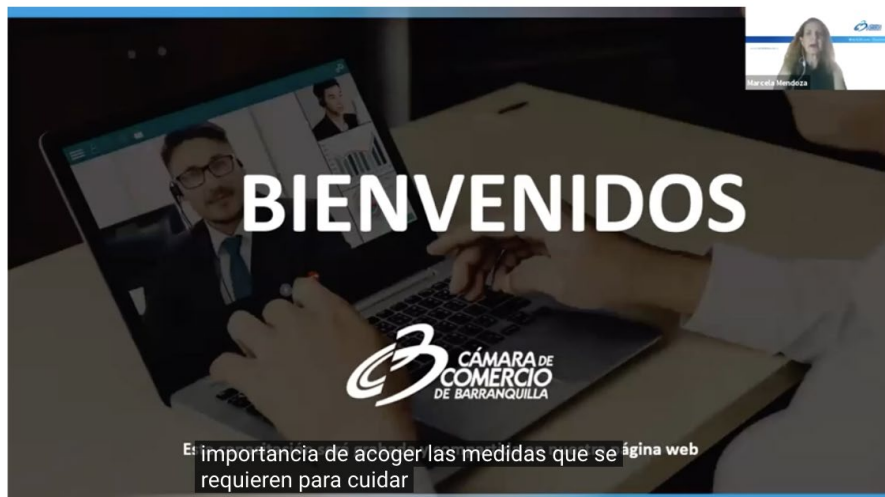 Marcela Mendoza
BIENVENIDOS
CÁMARA DE
COMERCIO
DE BARRANQUILLA
ágina web
importancia de acoger las medidas que se
requieren para cuidar